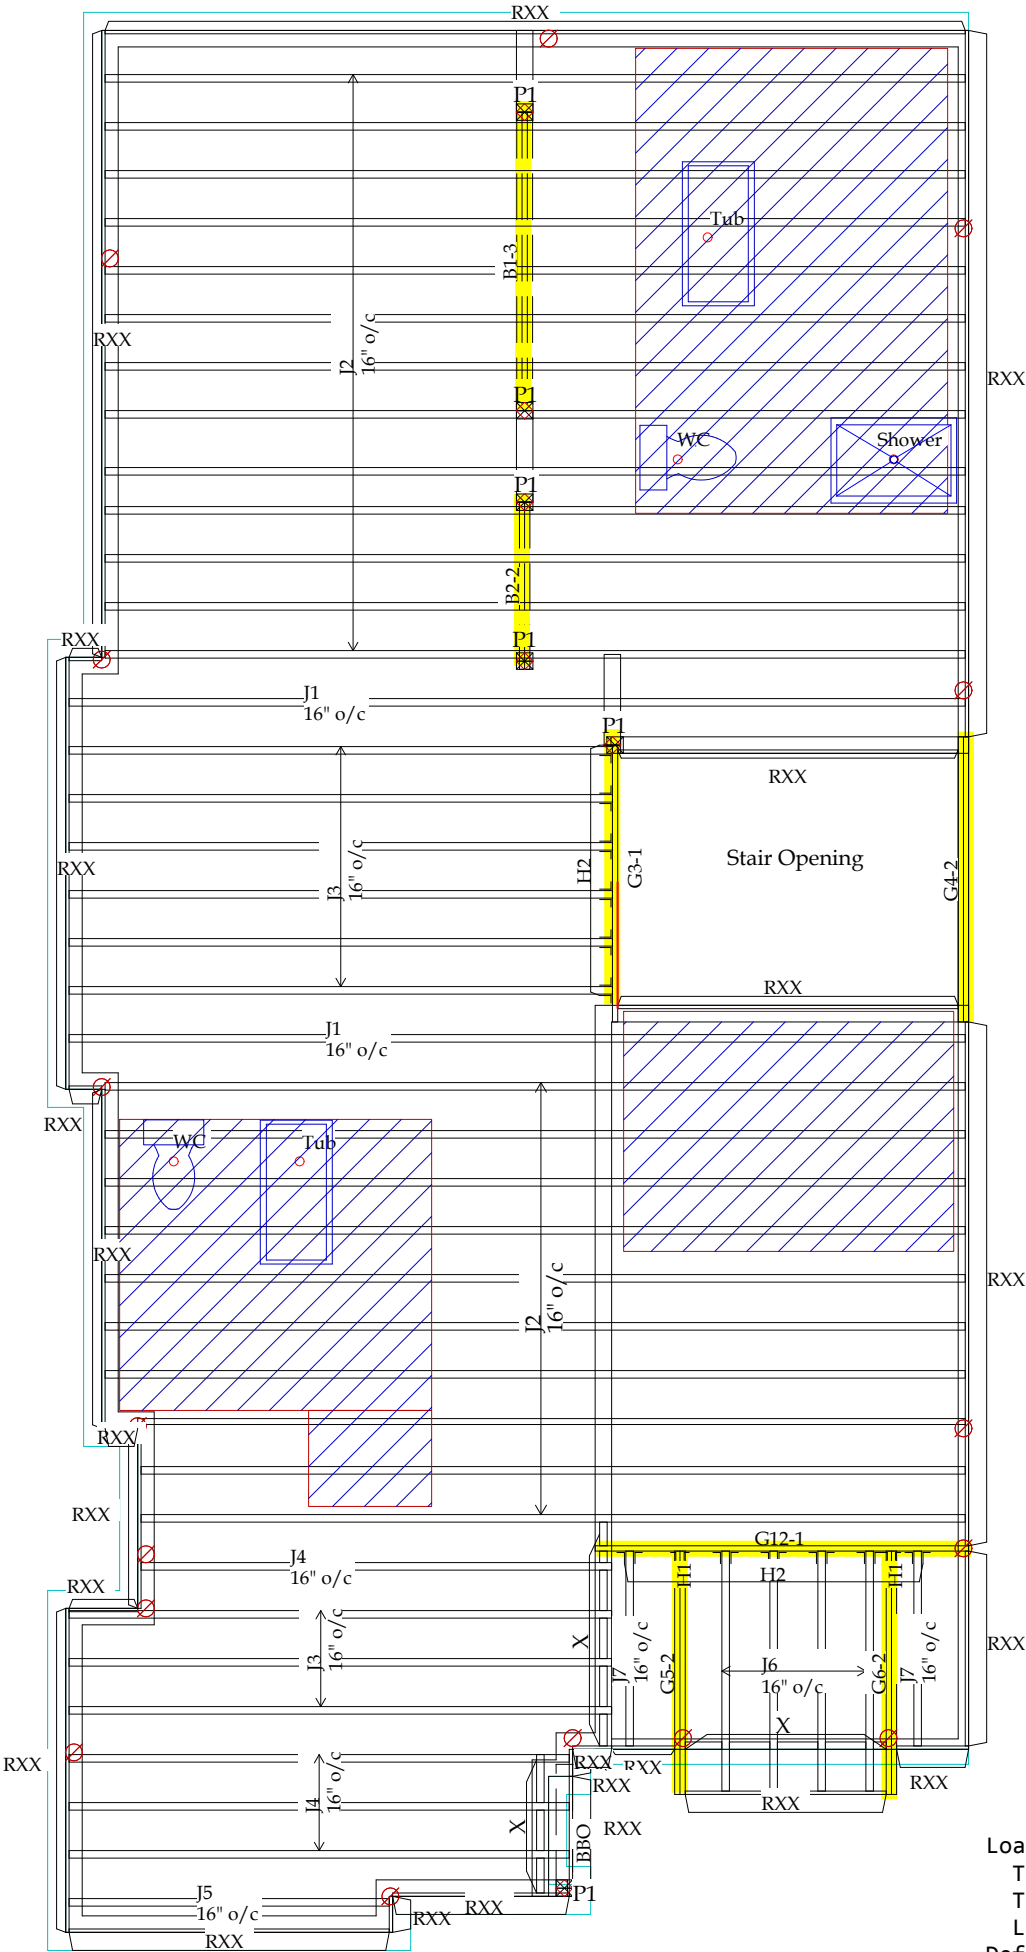 RXX
P1
Tub
B1-3
RXX
J2
16" o/c
RXX
P1
WC
Shower
P1
B2-2
RXX
P1
J1
16" o/c
P1
RXX
RXX
J3
16" o/c
H2
G3-1
Stair Opening
G4-2
RXX
J1
16" o/c
RXX
WC
Tub
RXX
RXX
J2
16" o/c
RXX
RXX
G12-1
J4
16" o/c
H1
H2
H1
RXX
J3
16" o/c
X
J7
16" o/c
G5-2
J6
16" o/c
G6-2
J7
16" o/c
RXX
X
RXX
RXX
RXX
RXX
RXX
RXX
J4
16" o/c
X
BBO
RXX
Loa
T
T
L
J5
16" o/c
P1
RXX
RXX
RXX
Def